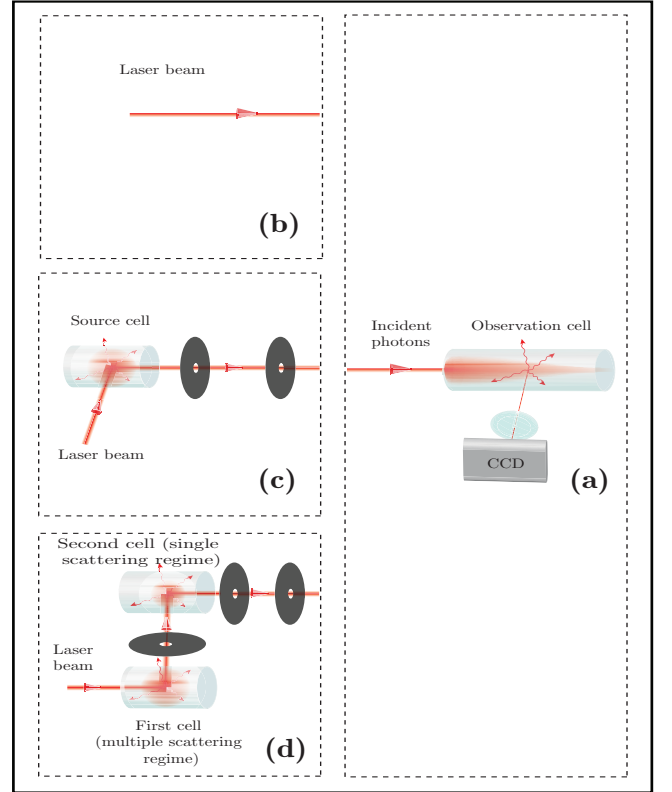 Laser beam
(b)
Source cell
Laser beam
(c)
Second cell (single
scattering regime)
Laser
beam
First cell
(multiple scattering
regime)
(d)
Incident
photons
Observation cell
CCD
(a)